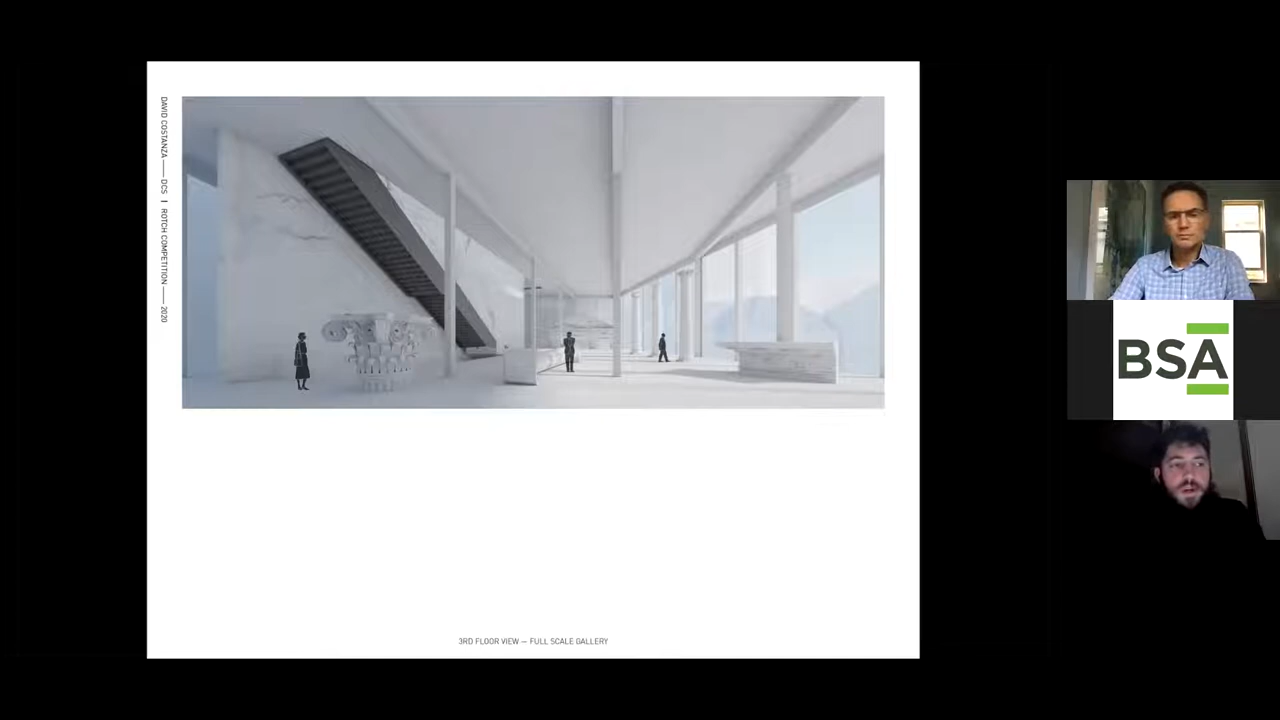 DAVID COSTANZA — DCS | ROTCH COMPETITION — 2020
3RD FLOOR VIEW — FULL SCALE GALLERY
BSA